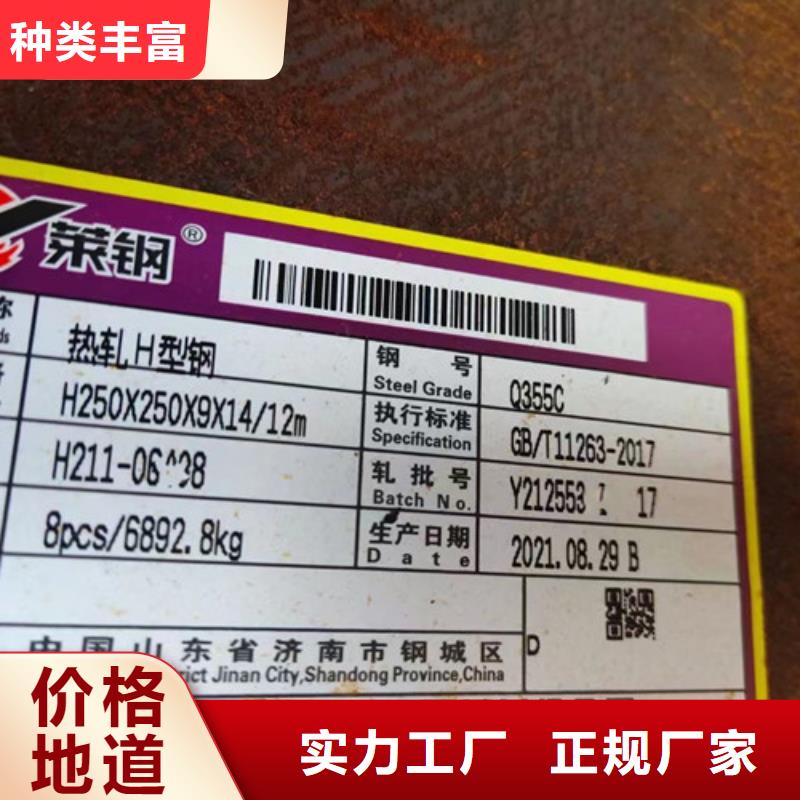 种类丰富
莱钢®
热轧H型钢
钢号
Steel Grade
Q355C
H250X250X9X14/12m
执行标准
Specification
GB/T11263-2017
轧批号
Batch No.
8pcs/6892.8kg
生产日期
Date
2021.08.29 B
D
中国山东省济南市钢城区
Jinan City,Shandong Province,China
价格
地道
实力工厂 正规厂家